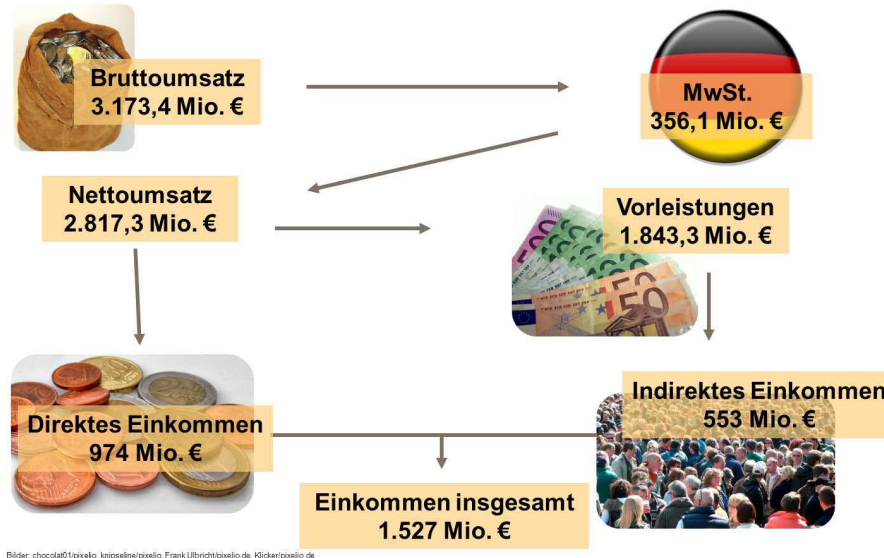 Bruttoumsatz
3.173,4 Mio. €
MwSt.
356,1 Mio. €
Nettoumsatz
2.817,3 Mio. €
Vorleistungen
1.843,3 Mio. €
Direktes Einkommen
974 Mio. €
Indirektes Einkommen
553 Mio. €
Einkommen insgesamt
1.527 Mio. €
Bilder: chocolat01/pixelio, knipseline/pixelio, Frank Ulbricht/pixelio.de, Klicker/pixelio.de